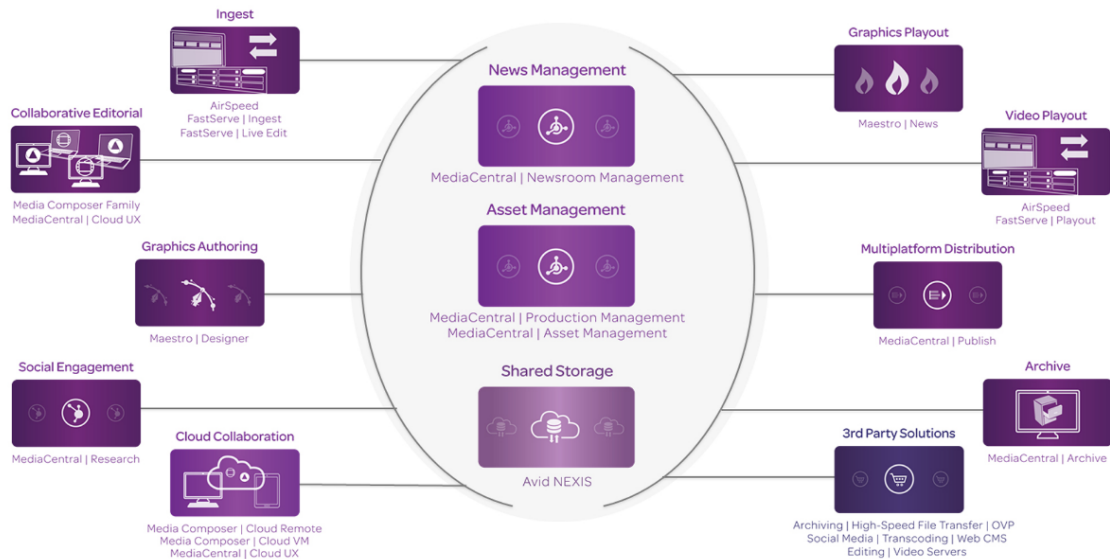 Ingest
AirSpeed
FastServe | Ingest
FastServe | Live Edit
Collaborative Editorial
Media Composer Family
MediaCentral | Cloud UX
Graphics Authoring
Maestro | Designer
Social Engagement
MediaCentral | Research
Cloud Collaboration
Media Composer | Cloud Remote
Media Composer | Cloud VM
MediaCentral | Cloud UX
News Management
MediaCentral | Newsroom Management
Asset Management
MediaCentral | Production Management
MediaCentral | Asset Management
Shared Storage
Avid NEXIS
Graphics Playout
Maestro | News
Video Playout
AirSpeed
FastServe | Playout
Multiplatform Distribution
MediaCentral | Publish
Archive
MediaCentral | Archive
3rd Party Solutions
Archiving | High-Speed File Transfer | OVP
Social Media | Transcoding | Web CMS
Editing | Video Servers